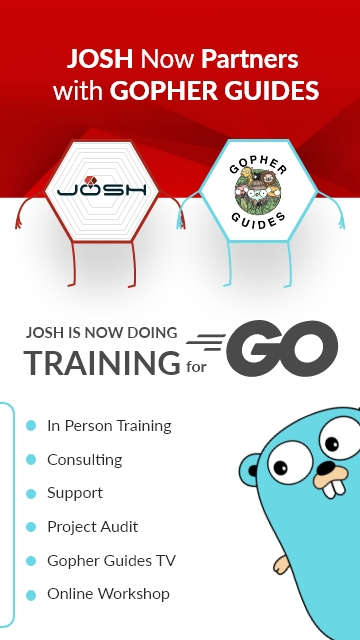 JOSH Now Partners
with GOPHER GUIDES
JOSH
GOPHER
GUIDES
JOSH IS NOW DOING
TRAINING for GO
In Person Training
Consulting
Support
Project Audit
Gopher Guides TV
Online Workshop